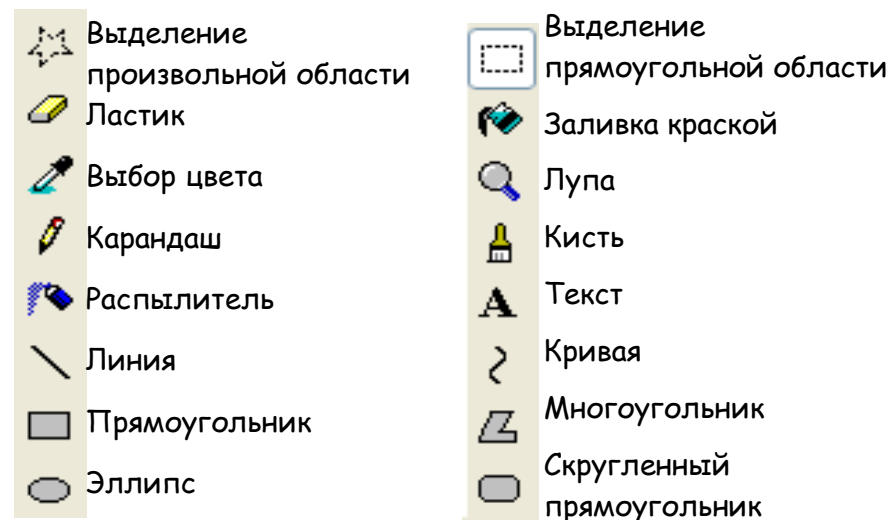 Выделение
произвольной области
Ластик
Выбор цвета
Карандаш
Распылитель
Линия
Прямоугольник
Эллипс
Выделение
прямоугольной области
Заливка краской
Лупа
Кисть
Текст
Кривая
Многоугольник
Скругленный
прямоугольник